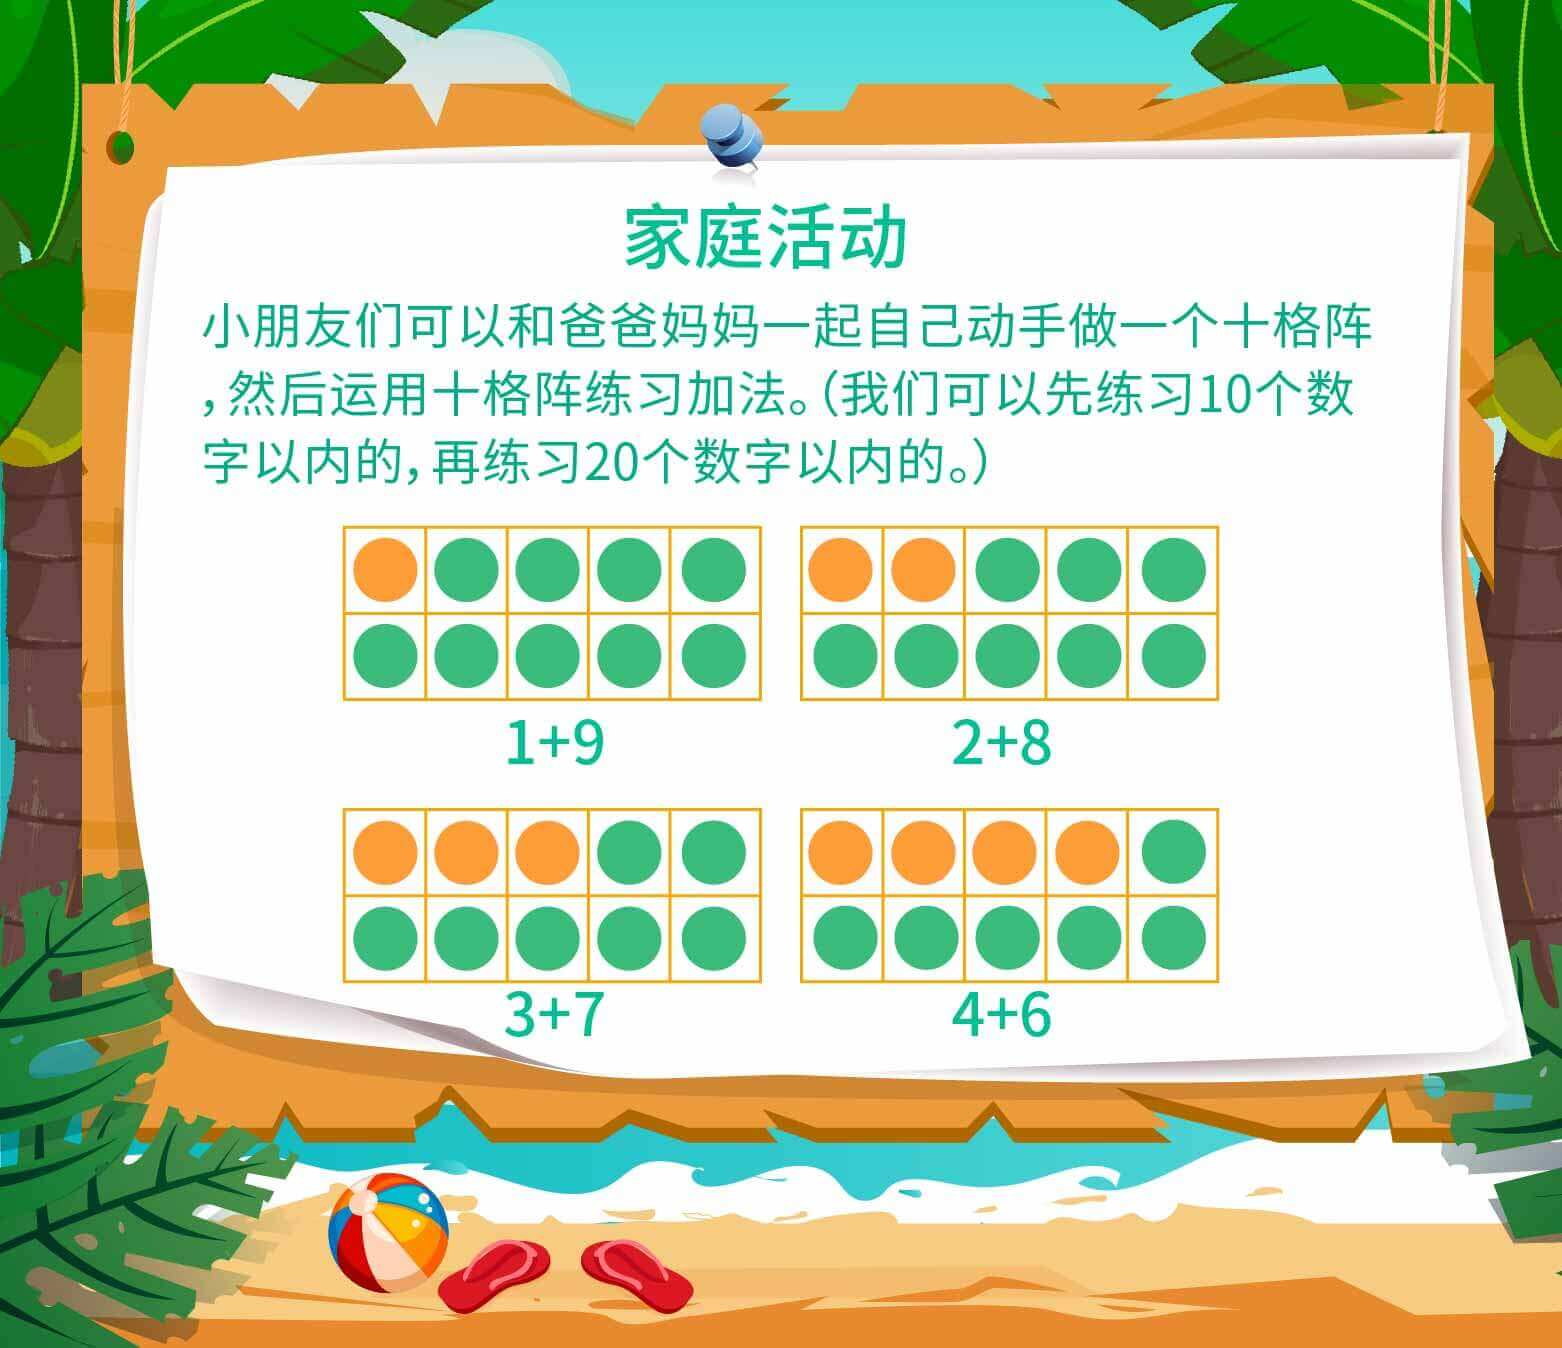 家庭活动
小朋友们可以和爸爸妈妈一起自己动手做一个十格阵
，然后运用十格阵练习加法。（我们可以先练习10个数
字以内的，再练习20个数字以内的。）
1+9
2+8
3+7
4+6